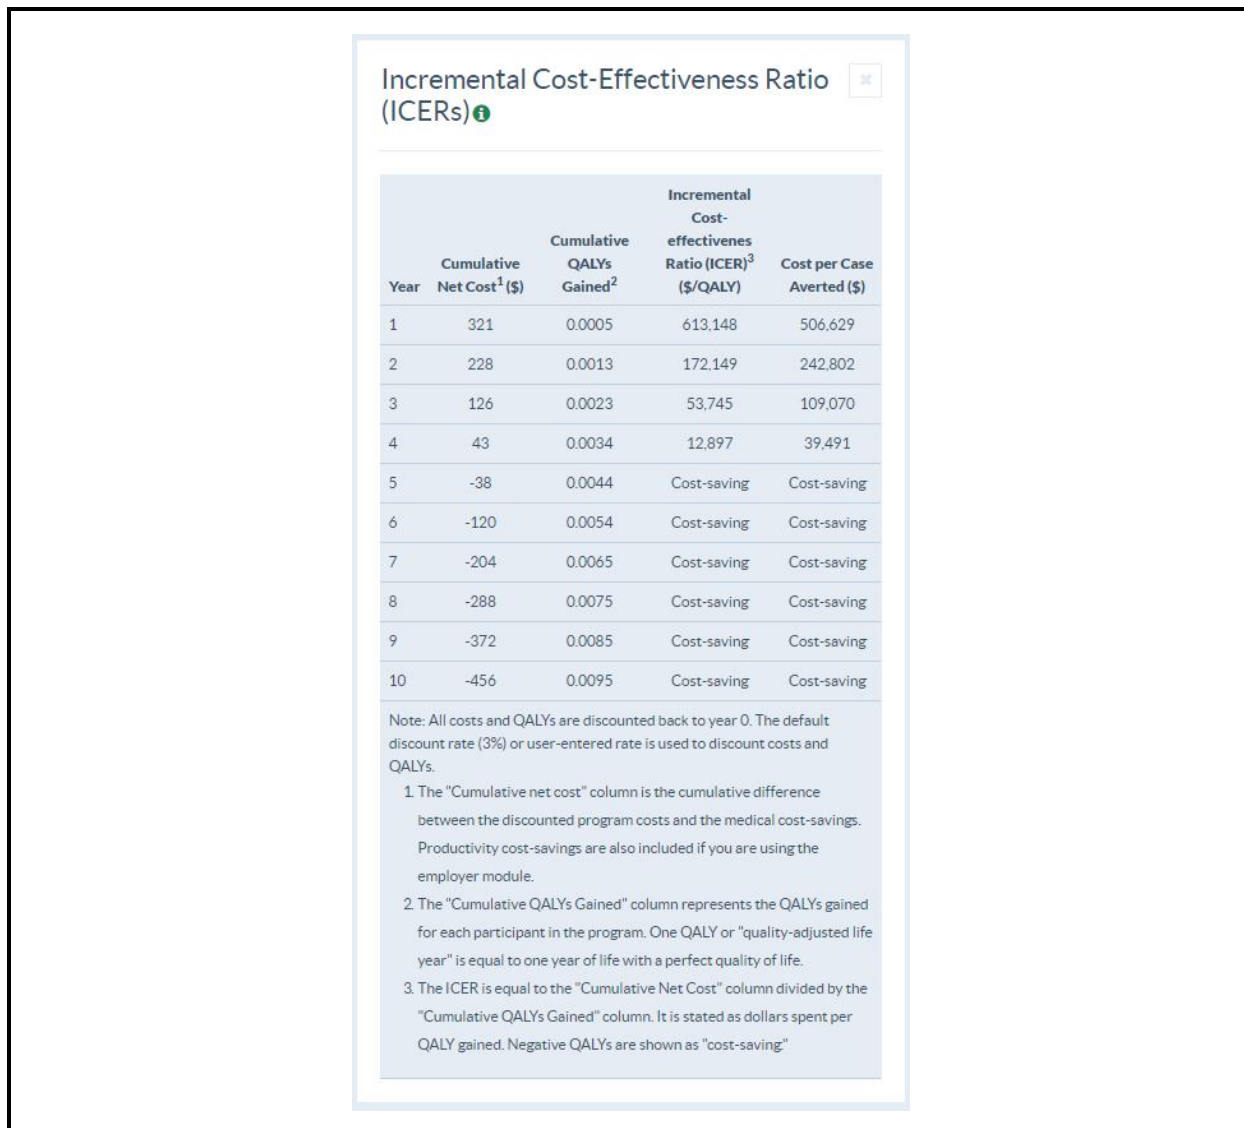 Incremental Cost-Effectiveness Ratio
(ICERs)
Year Cumulative Net Cost1 ($) Cumulative QALYs Gained2 Incremental Cost-effectivenes Ratio (ICER)3 ($/QALY) Cost per Case Averted ($)
1 321 0.0005 613,148 506,629
2 228 0.0013 172,149 242,802
3 126 0.0023 53,745 109,070
4 43 0.0034 12,897 39,491
5 -38 0.0044 Cost-saving Cost-saving
6 -120 0.0054 Cost-saving Cost-saving
7 -204 0.0065 Cost-saving Cost-saving
8 -288 0.0075 Cost-saving Cost-saving
9 -372 0.0085 Cost-saving Cost-saving
10 -456 0.0095 Cost-saving Cost-saving
Note: All costs and QALYs are discounted back to year 0. The default
discount rate (3%) or user-entered rate is used to discount costs and
QALYs.
1. The "Cumulative net cost" column is the cumulative difference
between the discounted program costs and the medical cost-savings.
Productivity cost-savings are also included if you are using the
employer module.
2. The "Cumulative QALYs Gained" column represents the QALYs gained
for each participant in the program. One QALY or "quality-adjusted life
year" is equal to one year of life with a perfect quality of life.
3. The ICER is equal to the "Cumulative Net Cost" column divided by the
"Cumulative QALYs Gained" column. It is stated as dollars spent per
QALY gained. Negative QALYs are shown as "cost-saving."